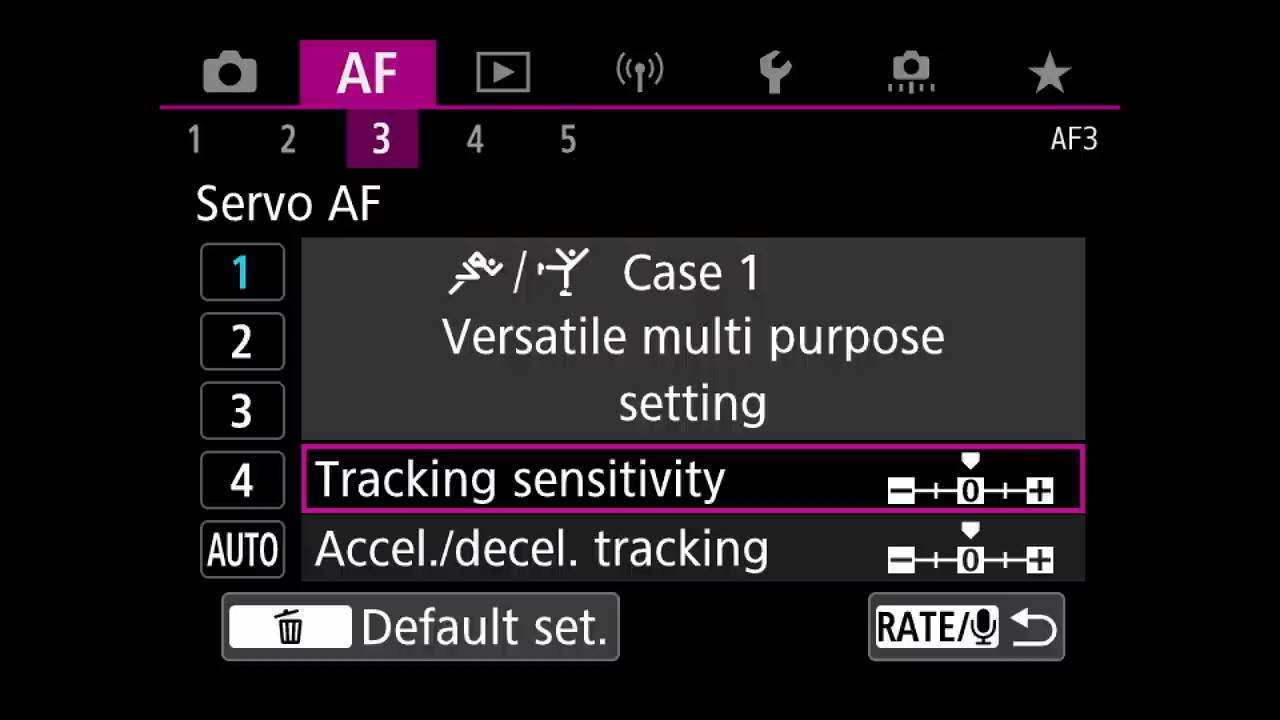 AF
1 2 3 4 5 AF3
Servo AF
1 Case 1
2 Versatile multi purpose
3 setting
4 Tracking sensitivity - 0 +
AUTO Accel./decel. tracking - 0 +
Default set. RATE/